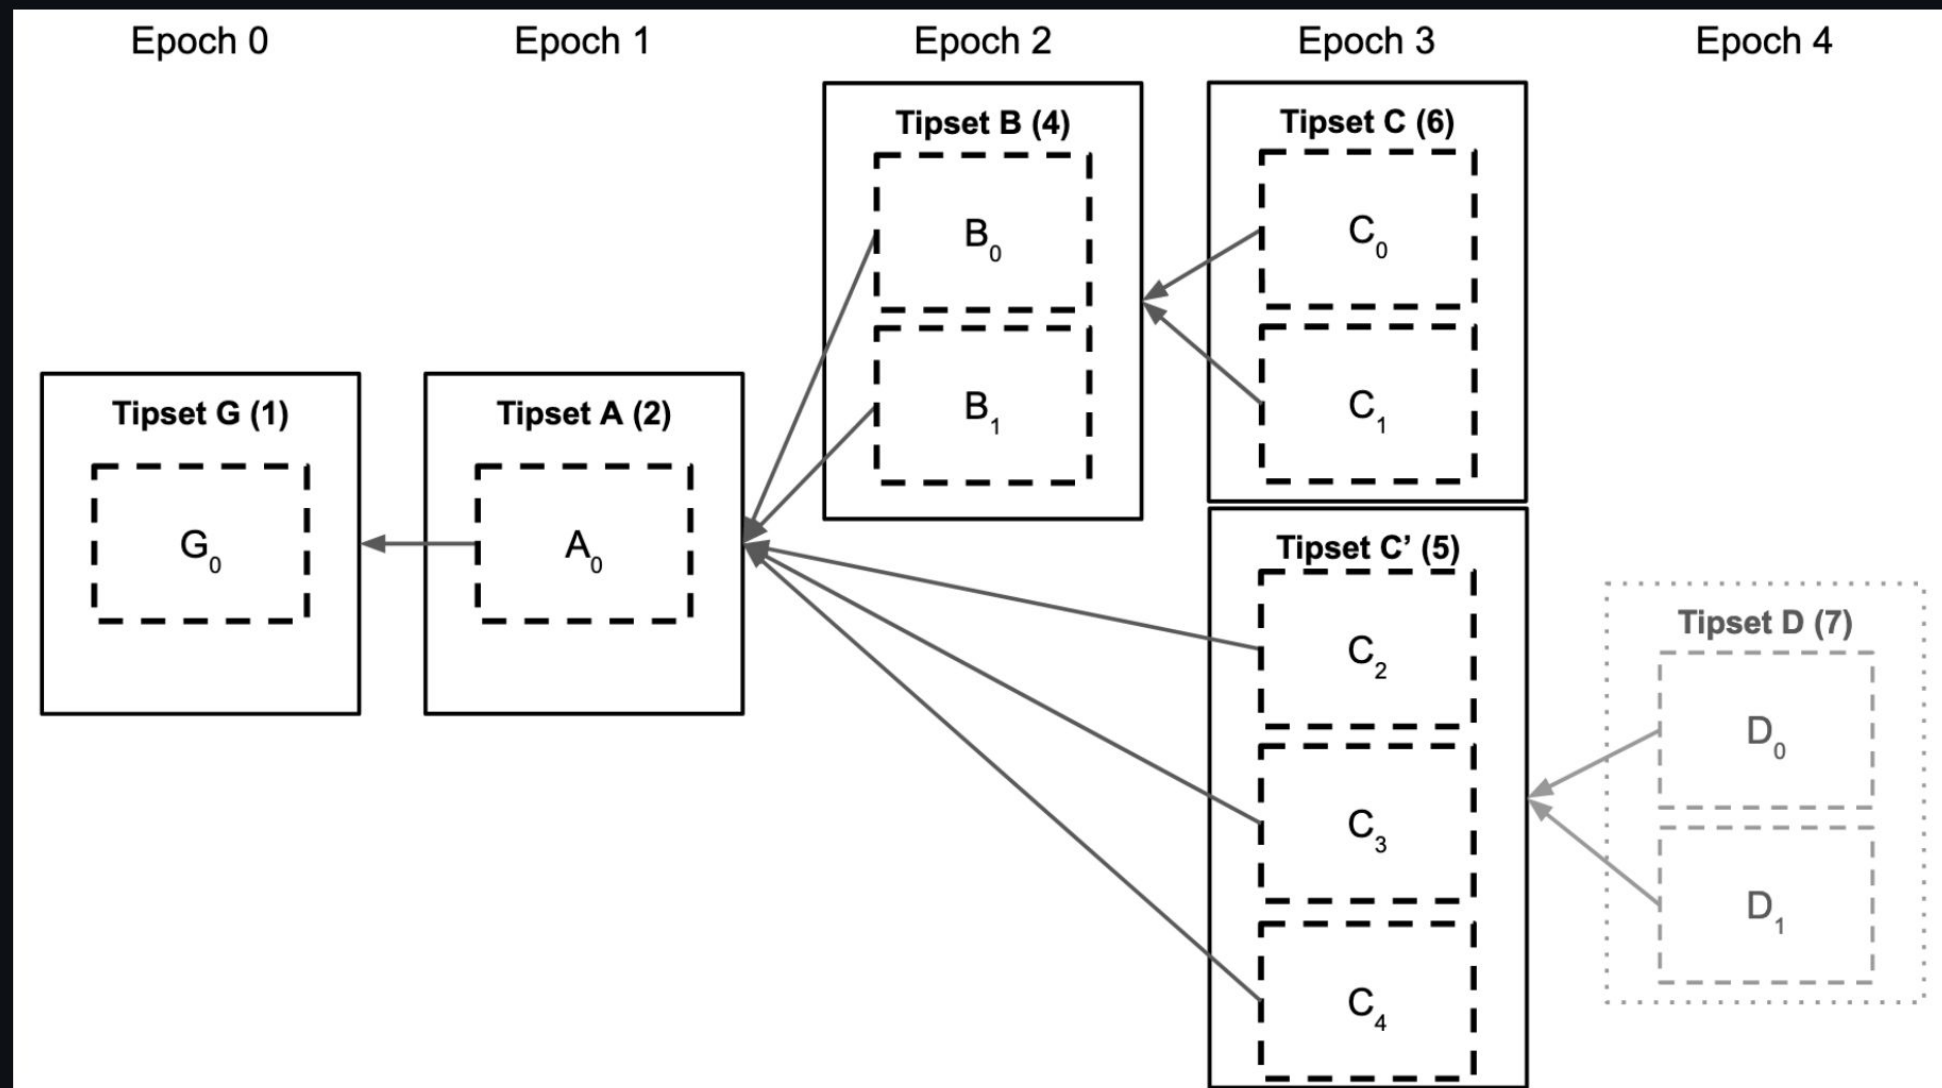 Epoch 0
Epoch 1
Epoch 2
Epoch 3
Epoch 4
Tipset G (1)
G0
Tipset A (2)
A0
Tipset B (4)
B0
B1
Tipset C (6)
C0
C1
Tipset C’ (5)
C2
C3
C4
Tipset D (7)
D0
D1